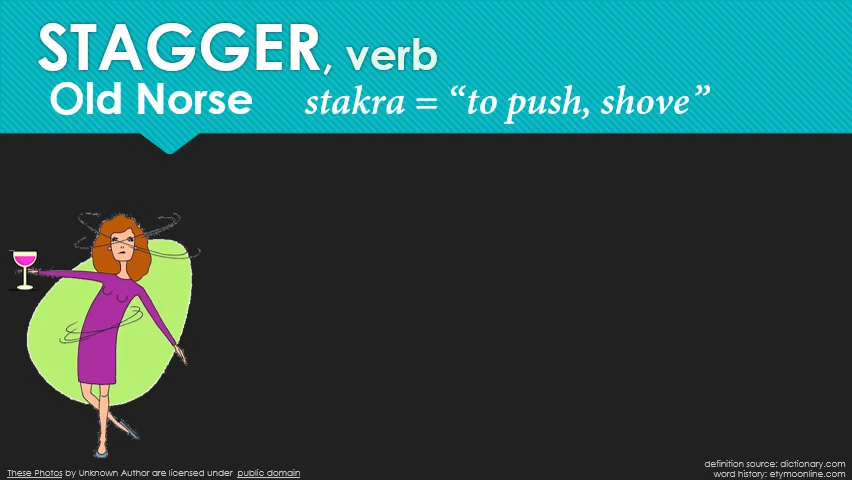 STAGGER, verb
Old Norse stakra = “to push, shove”
These Photos by Unknown Author are licensed under public domain
definition source: dictionary.com
word history: etymoonline.com